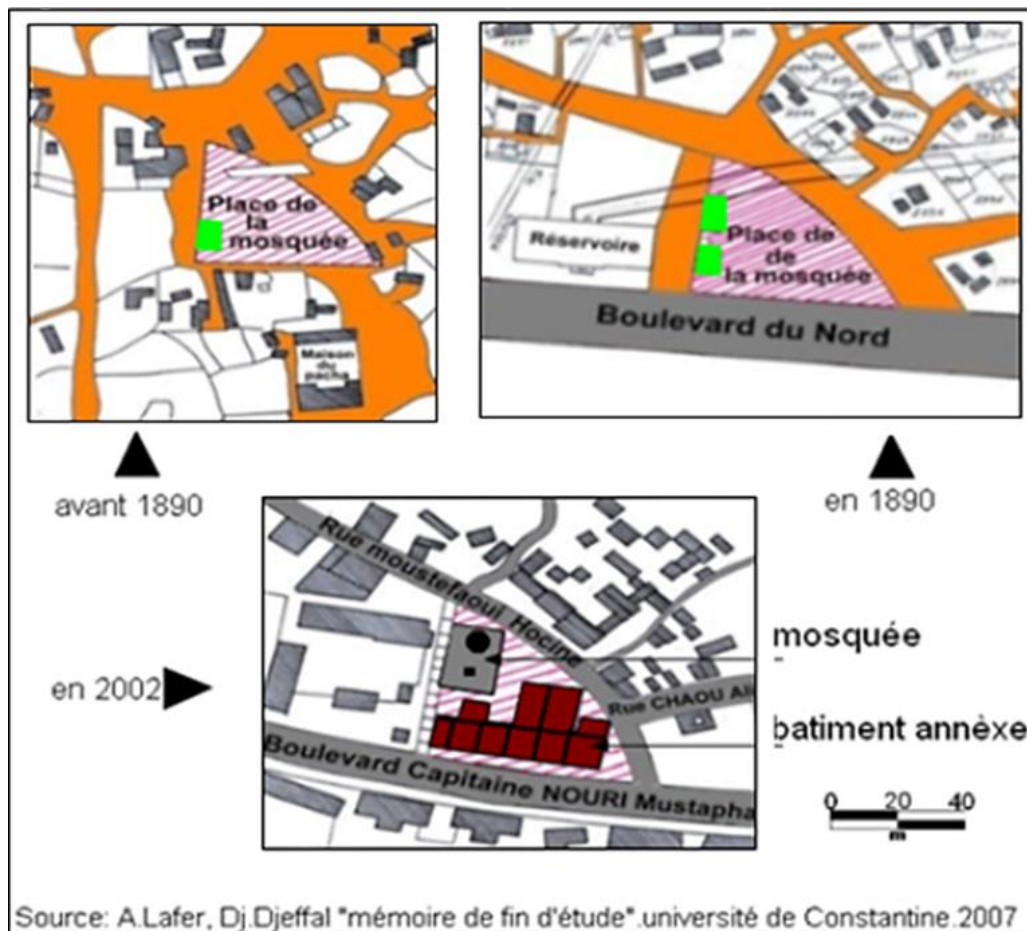 Place de
la
mosquée
Maison
du
pacha
Réservoire
Place de
de
la mosquée
Boulevard du Nord
avant 1890
en 1890
Rue moustefaoui Hocine
mosquée
en 2002
Rue CHAOU Ali
batiment annèxe
Boulevard Capitaine NOURI Mustapha
0 20 40
m
Source: A.Lafer, Dj.Djeffal "mémoire de fin d'étude".université de Constantine.2007